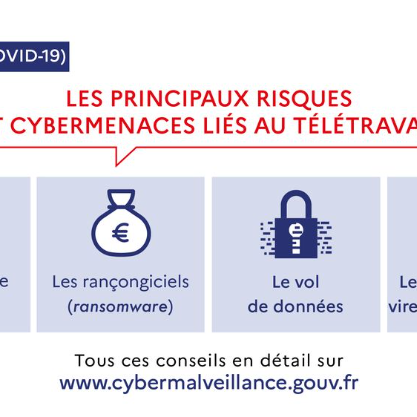 OVID-19)
LES PRINCIPAUX RISQUES
T CYBERMENACES LIÉS AU TÉLÉTRAVA
e
Les rançongiciels
(ransomware)
Le vol
de données
Le
vire
Tous ces conseils en détail sur
www.cybermalveillance.gouv.fr